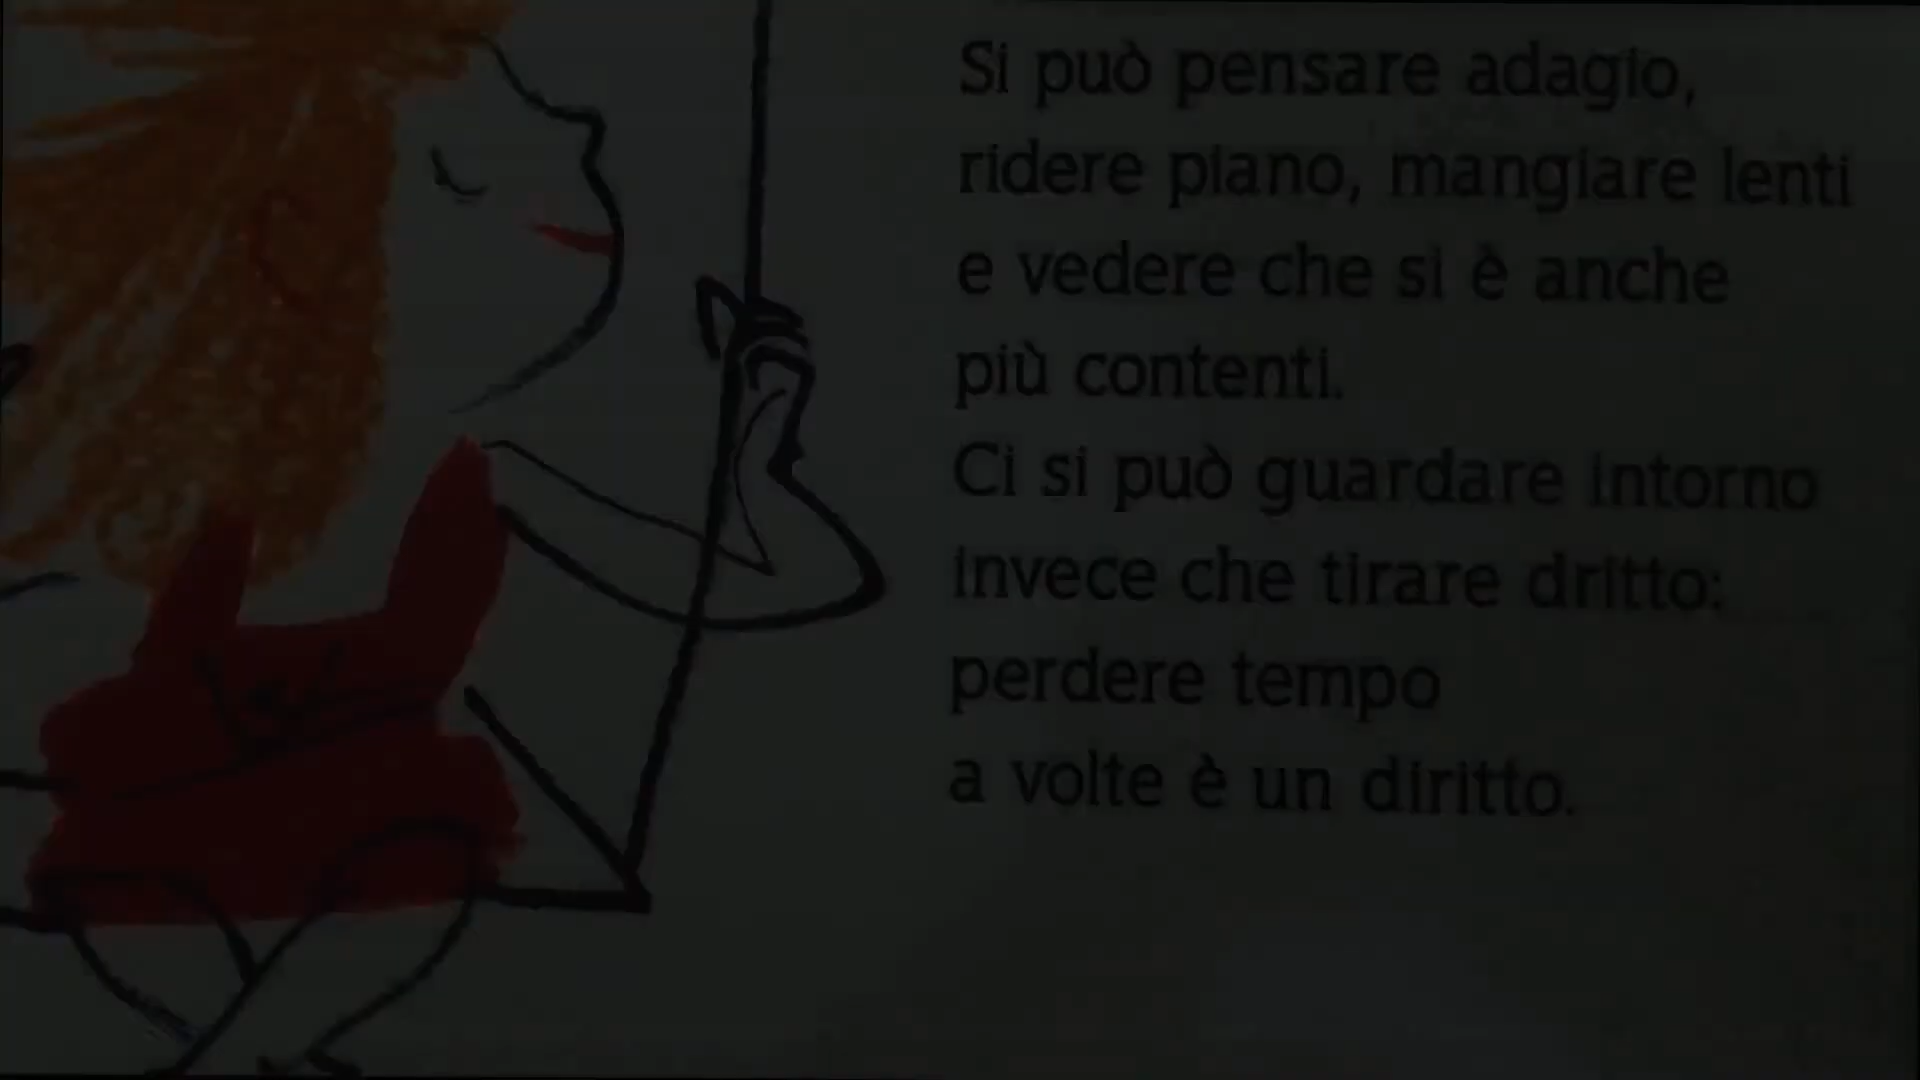 Si può pensare adagio,
ridere piano, mangiare lenti
e vedere che si è anche
più contenti.
Ci si può guardare intorno
invece che tirare dritto:
perdere tempo
a volte è un diritto.